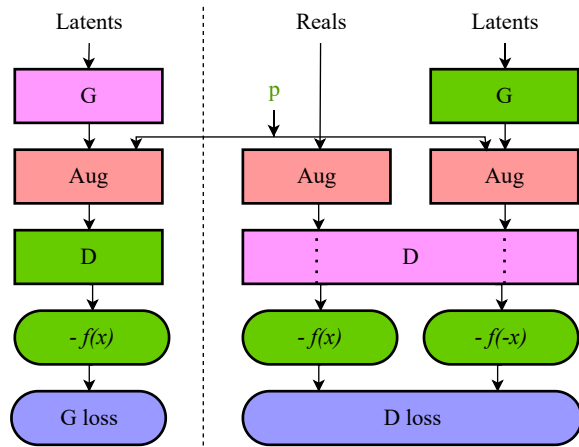 Latents
Reals
Latents
G
p
G
Aug
Aug
Aug
D
D
- f(x)
- f(x)
- f(-x)
G loss
D loss